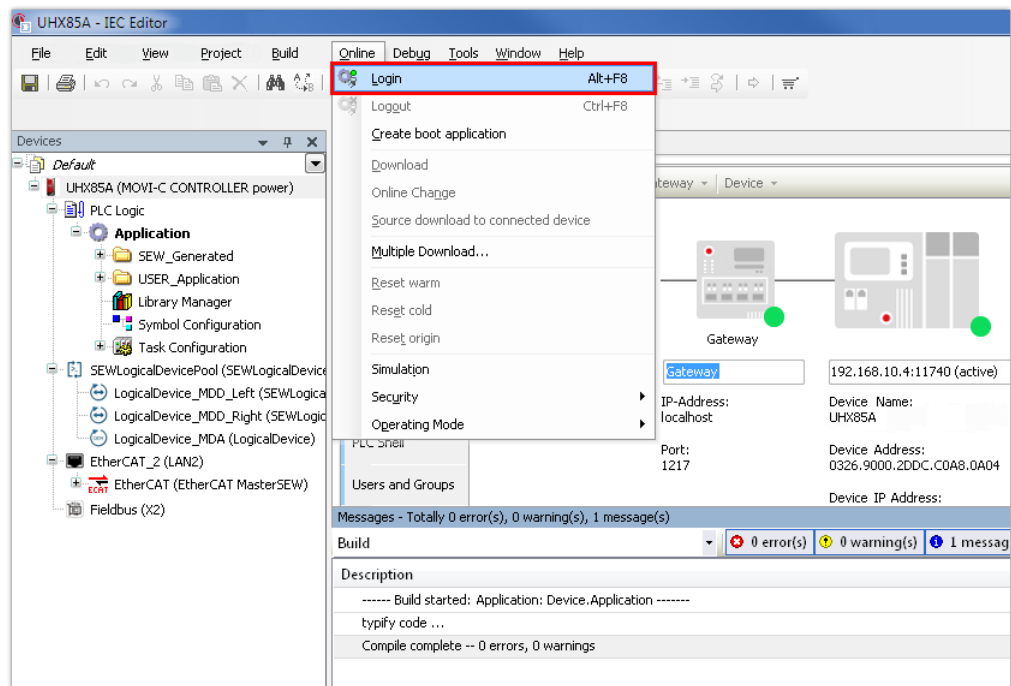 UHX85A - IEC Editor
File Edit View Project Build Online Debug Tools Window Help
Login Alt+F8
Logout Ctrl+F8
Create boot application
Download
Online Change
Source download to connected device
Multiple Download...
Reset warm
Reset cold
Reset origin
Simulation
Security
Operating Mode
Devices
Default
UHX85A (MOVI-C CONTROLLER power)
PLC Logic
Application
SEW_Generated
USER_Application
Library Manager
Symbol Configuration
Task Configuration
SEWLogicalDevicePool (SEWLogicalDevice
LogicalDevice_MDD_Left (SEWLogica
LogicalDevice_MDD_Right (SEWLogic
LogicalDevice_MDA (LogicalDevice)
EtherCAT_2 (LAN2)
ECAT EtherCAT (EtherCAT MasterSEW)
Fieldbus (X2)
teway Device
Gateway
Gateway 192.168.10.4:11740 (active)
IP-Address:
localhost
Device Name:
UHX85A
Port:
1217
Device Address:
0326.9000.2DDC.C0A8.0A04
Device IP Address:
PLC Shell
Users and Groups
Messages - Totally 0 error(s), 0 warning(s), 1 message(s)
Build 0 error(s) 0 warning(s) 1 messag
Description
------ Build started: Application: Device.Application -------
typify code ...
Compile complete -- 0 errors, 0 warnings